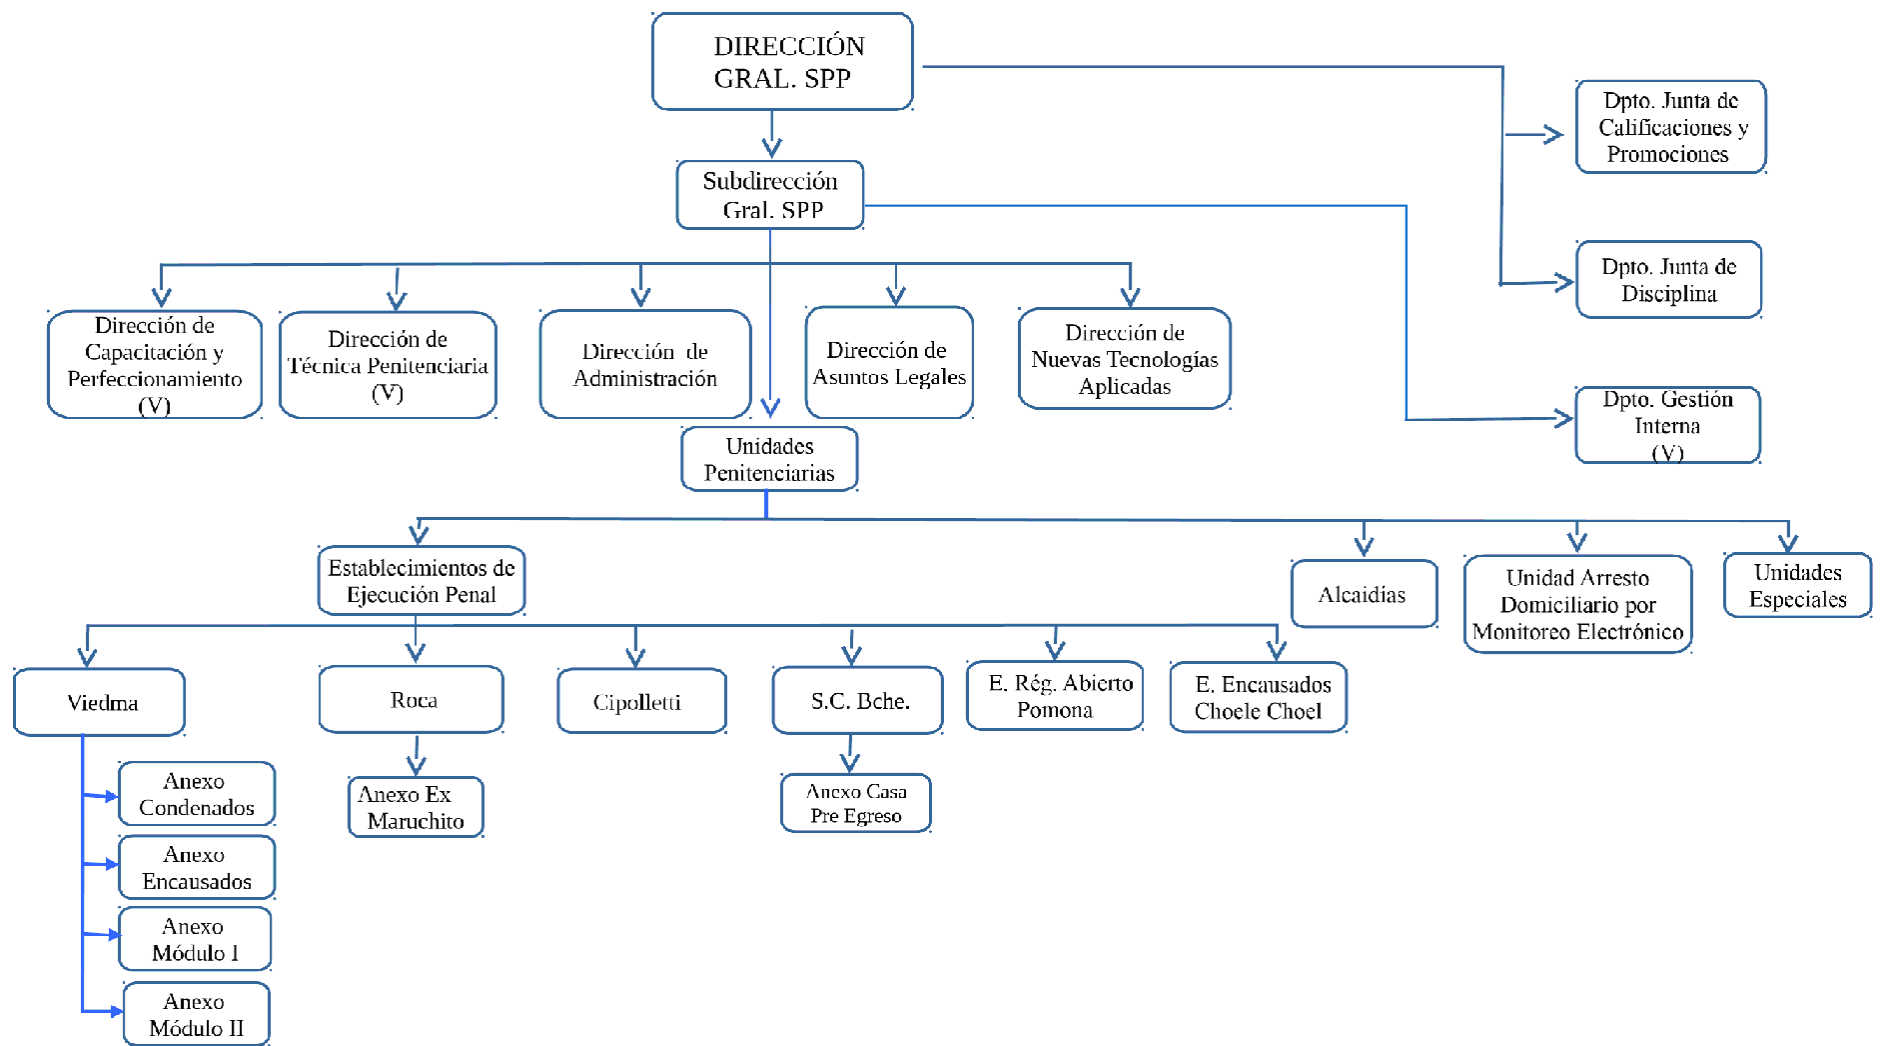 DIRECCIÓN
GRAL. SPP
Dpto. Junta de
Calificaciones y
Promociones
Subdirección
Gral. SPP
Dpto. Junta de
Disciplina
Dirección de
Capacitación y
Perfeccionamiento
(V)
Dirección de
Técnica Penitenciaria
(V)
Dirección de
Administración
Dirección de
Asuntos Legales
Dirección de
Nuevas Tecnologías
Aplicadas
Dpto. Gestión
Interna
(V)
Unidades
Penitenciarias
Establecimientos de
Ejecución Penal
Alcaidías
Unidad Arresto
Domiciliario por
Monitoreo Electrónico
Unidades
Especiales
Viedma
Roca
Cipolletti
S.C. Bche.
E. Rég. Abierto
Pomona
E. Encausados
Choele Choel
Anexo
Condenados
Anexo Ex
Maruchito
Anexo Casa
Pre Egreso
Anexo
Encausados
Anexo
Módulo I
Anexo
Módulo II